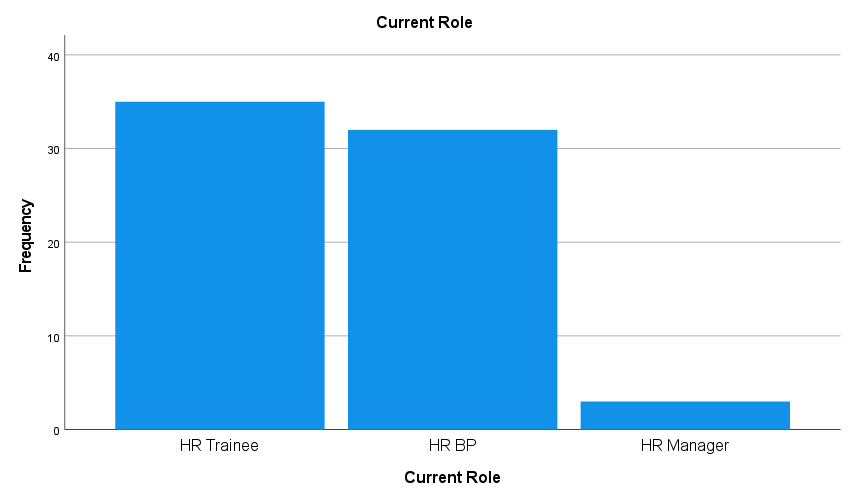 Current Role
40
30
20
10
0
Frequency
HR Trainee
HR BP
HR Manager
Current Role